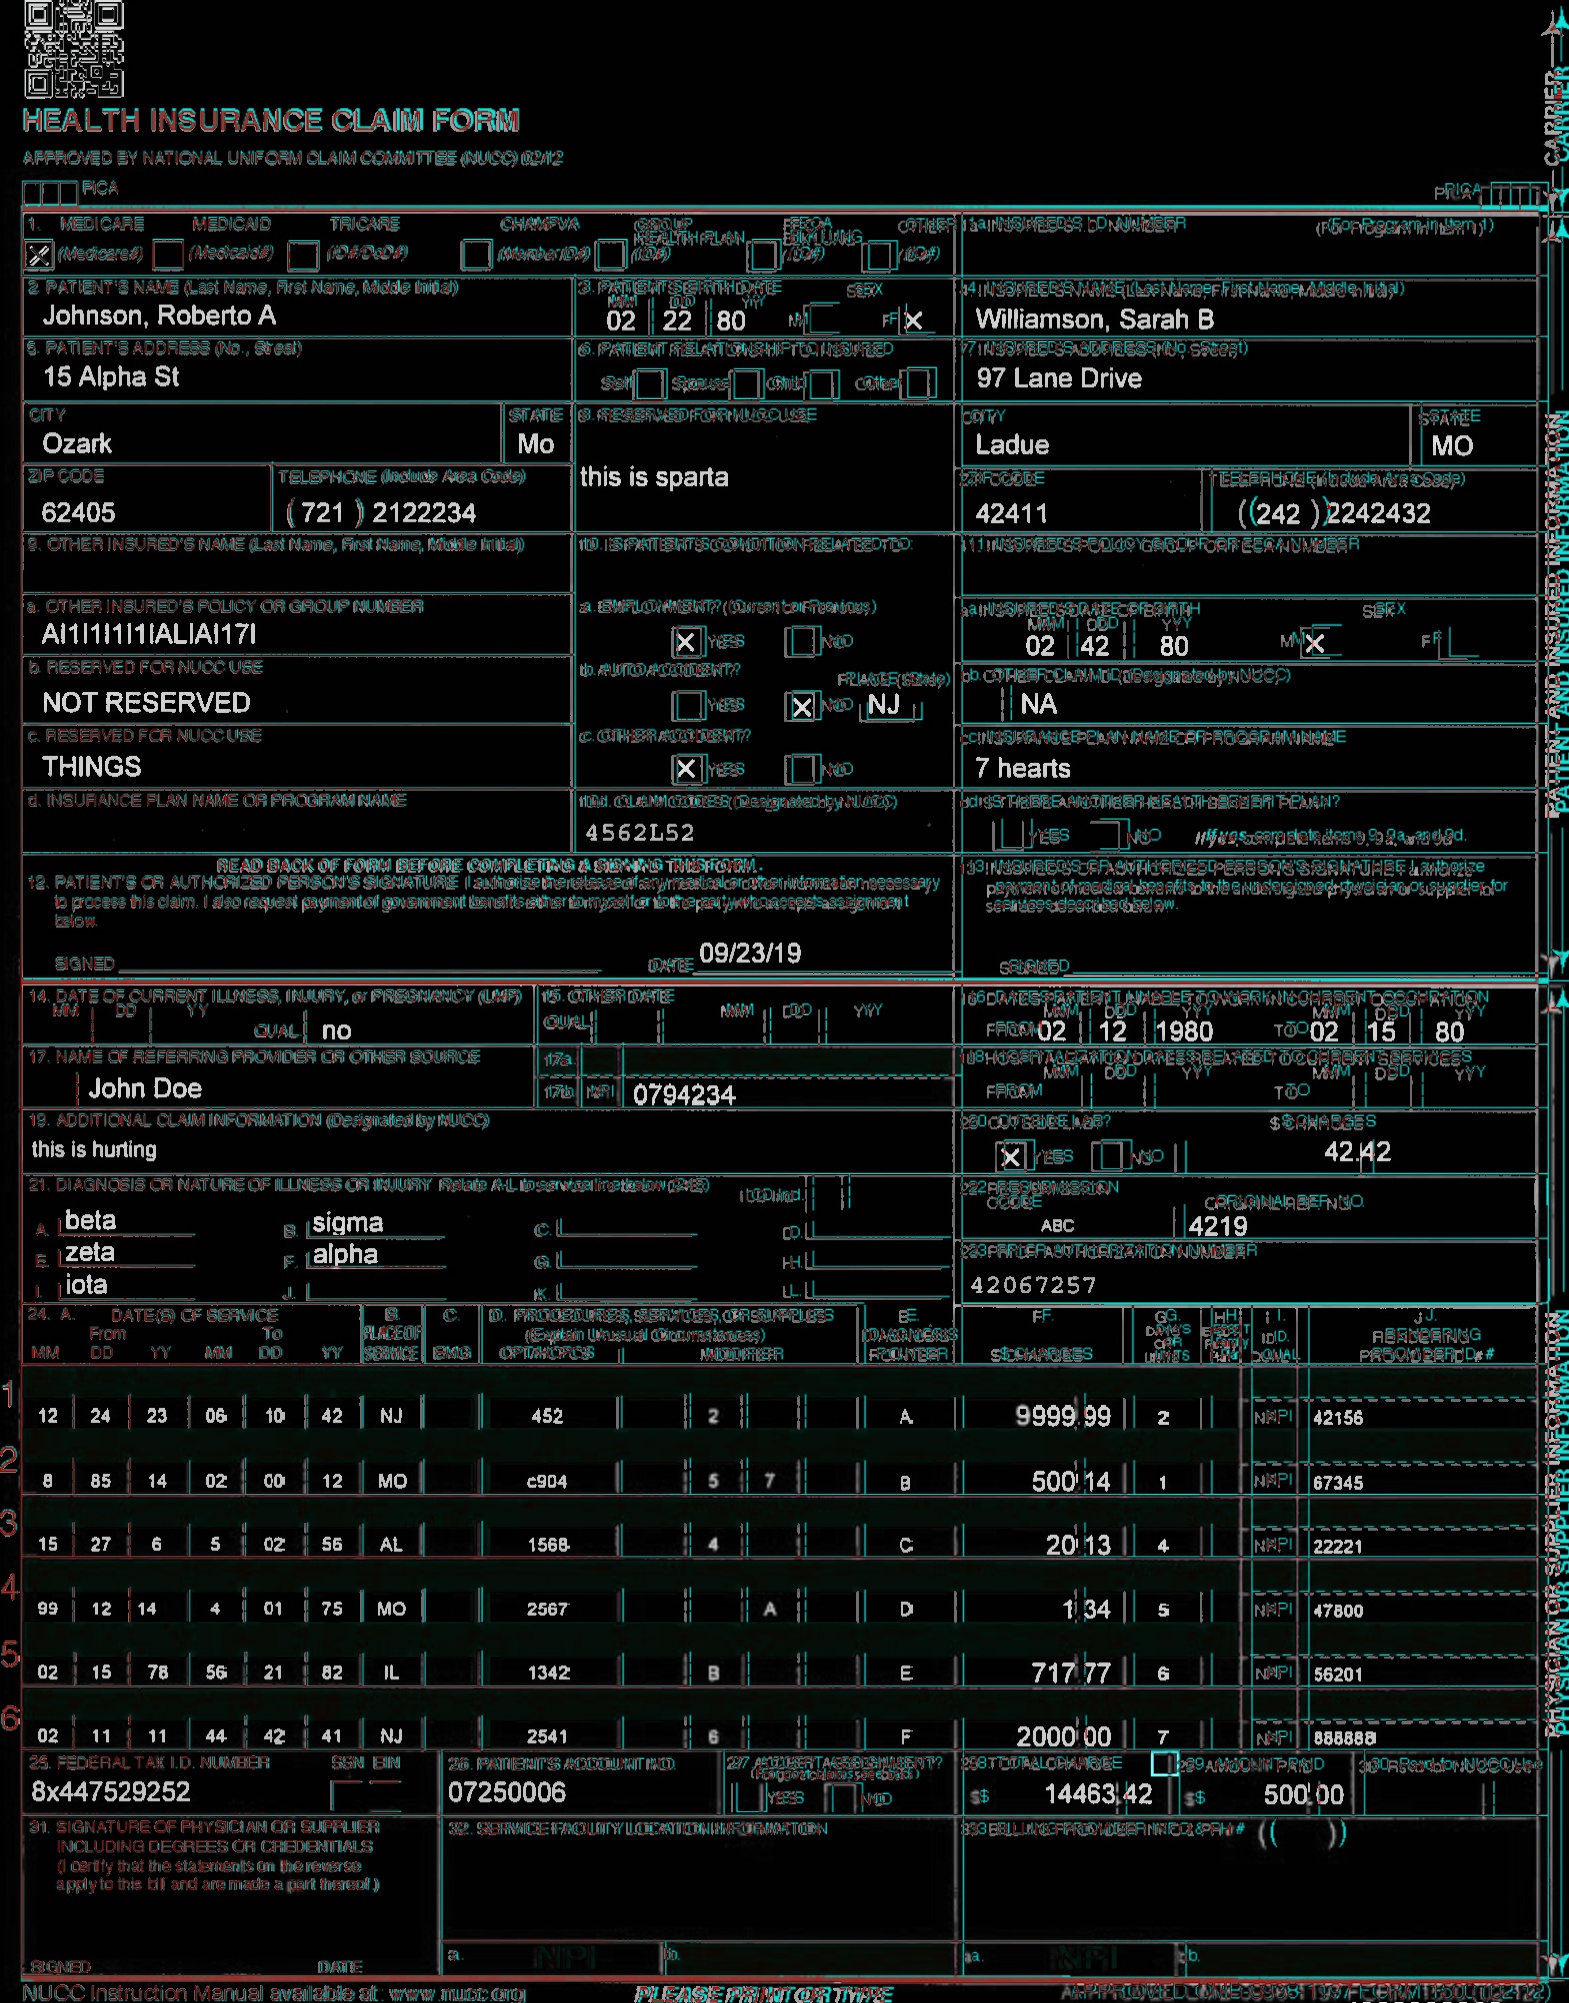 HEALTH INSURANCE CLAIM FORM
APPROVED BY NATIONAL UNIFORM CLAIM COMMITTEE (NUCC) 02/12
PICA PICA
CARRIER
1. MEDICARE MEDICAID TRICARE CHAMPVA GROUP HEALTH PLAN FECA BLK LUNG OTHER 1a. INSURED'S I.D. NUMBER (For Program in Item 1)
X (Medicare#) (Medicaid#) (ID#/DoD#) (Member ID#) (ID#) (ID#) (ID#)
2. PATIENT'S NAME (Last Name, First Name, Middle Initial) 3. PATIENT'S BIRTH DATE SEX 4. INSURED'S NAME (Last Name, First Name, Middle Initial)
MM DD YY
Johnson, Roberto A 02 22 80 M F X Williamson, Sarah B
5. PATIENT'S ADDRESS (No., Street) 6. PATIENT RELATIONSHIP TO INSURED 7. INSURED'S ADDRESS (No., Street)
15 Alpha St Self Spouse Child Other 97 Lane Drive
CITY STATE 8. RESERVED FOR NUCC USE CITY STATE
Ozark Mo Ladue MO
ZIP CODE TELEPHONE (Include Area Code) this is sparta ZIP CODE TELEPHONE (Include Area Code)
62405 (721) 2122234 42411 (242) 2242432
9. OTHER INSURED'S NAME (Last Name, First Name, Middle Initial) 10. IS PATIENT'S CONDITION RELATED TO: 11. INSURED'S POLICY GROUP OR FECA NUMBER
a. OTHER INSURED'S POLICY OR GROUP NUMBER a. EMPLOYMENT? (Current or Previous) a. INSURED'S DATE OF BIRTH SEX
MM DD YY
AI1I1I1I1IALIAI17I X YES NO 02 42 80 M X F
b. RESERVED FOR NUCC USE b. AUTO ACCIDENT? PLACE (State) b. OTHER CLAIM ID (Designated by NUCC)
NOT RESERVED YES X NO NJ NA
c. RESERVED FOR NUCC USE c. OTHER ACCIDENT? c. INSURANCE PLAN NAME OR PROGRAM NAME
THINGS X YES NO 7 hearts
d. INSURANCE PLAN NAME OR PROGRAM NAME 10d. CLAIM CODES (Designated by NUCC) d. IS THERE ANOTHER HEALTH BENEFIT PLAN?
4562L52 YES NO If yes, complete items 9, 9a, and 9d.
READ BACK OF FORM BEFORE COMPLETING & SIGNING THIS FORM.
12. PATIENT'S OR AUTHORIZED PERSON'S SIGNATURE I authorize the release of any medical or other information necessary
to process this claim. I also request payment of government benefits either to myself or to the party who accepts assignment
below.
13. INSURED'S OR AUTHORIZED PERSON'S SIGNATURE I authorize
payment of medical benefits to the undersigned physician or supplier for
services described below.
SIGNED DATE 09/23/19 SIGNED
PATIENT AND INSURED INFORMATION
14. DATE OF CURRENT ILLNESS, INJURY, or PREGNANCY (LMP) 15. OTHER DATE 16. DATES PATIENT UNABLE TO WORK IN CURRENT OCCUPATION
MM DD YY MM DD YY MM DD YY MM DD YY
QUAL no QUAL FROM 02 12 1980 TO 02 15 80
17. NAME OF REFERRING PROVIDER OR OTHER SOURCE 17a. 18. HOSPITALIZATION DATES RELATED TO CURRENT SERVICES
MM DD YY MM DD YY
John Doe 17b. NPI 0794234 FROM TO
19. ADDITIONAL CLAIM INFORMATION (Designated by NUCC) 20. OUTSIDE LAB? $ CHARGES
this is hurting X YES NO 42.42
21. DIAGNOSIS OR NATURE OF ILLNESS OR INJURY Relate A-L to service line below (24E) ICD Ind. 22. RESUBMISSION CODE ORIGINAL REF. NO.
A. beta B. sigma C. D. ABC 4219
E. zeta F. alpha G. H. 23. PRIOR AUTHORIZATION NUMBER
I. iota J. K. L. 42067257
24. A. DATE(S) OF SERVICE B. C. D. PROCEDURES, SERVICES, OR SUPPLIES E. F. G. H. I. J.
From To PLACE OF (Explain Unusual Circumstances) DIAGNOSIS DAYS OR EPSDT Family ID. RENDERING
MM DD YY MM DD YY SERVICE EMG CPT/HCPCS MODIFIER POINTER $ CHARGES UNITS Plan QUAL. PROVIDER ID. #
1 12 24 23 06 10 42 NJ 452 2 A 9999 99 2 NPI 42156
2 8 85 14 02 00 12 MO c904 5 7 B 500 14 1 NPI 67345
3 15 27 6 5 02 56 AL 1568 4 C 20 13 4 NPI 22221
4 99 12 14 4 01 75 MO 2567 A D 1 34 5 NPI 47800
5 02 15 78 56 21 82 IL 1342 B E 717 77 6 NPI 56201
6 02 11 11 44 42 41 NJ 2541 6 F 2000 00 7 NPI 888888
25. FEDERAL TAX I.D. NUMBER SSN EIN 26. PATIENT'S ACCOUNT NO. 27. ACCEPT ASSIGNMENT? 28. TOTAL CHARGE 29. AMOUNT PAID 30. Rsvd for NUCC Use
8x447529252 07250006 YES NO $ 14463 42 $ 500 00
31. SIGNATURE OF PHYSICIAN OR SUPPLIER 32. SERVICE FACILITY LOCATION INFORMATION 33. BILLING PROVIDER INFO & PH # ( )
INCLUDING DEGREES OR CREDENTIALS
(I certify that the statements on the reverse
apply to this bill and are made a part thereof.)
SIGNED DATE a. NPI b. a. NPI b.
PHYSICIAN OR SUPPLIER INFORMATION
NUCC Instruction Manual available at: www.nucc.org PLEASE PRINT OR TYPE